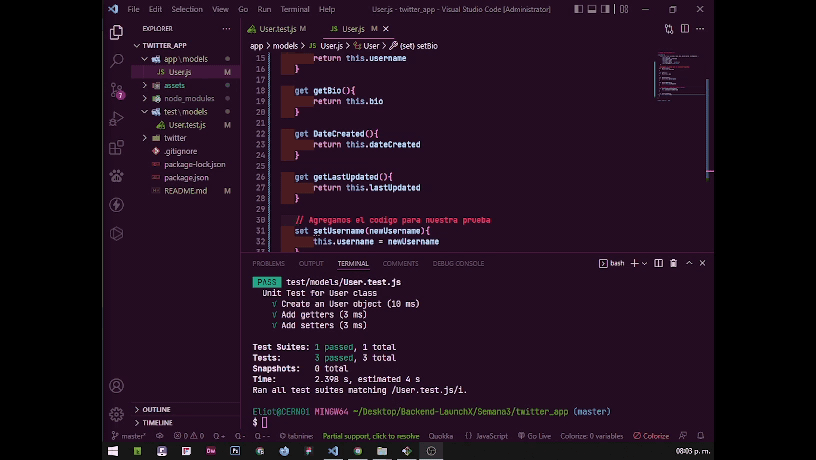 File Edit Selection View Go Run Terminal Help
User.js - twitter_app - Visual Studio Code [Administrator]
EXPLORER
User.test.js M
User.js M
TWITTER_APP
app > models > User.js > User > (set) setBio
app\models
User.js M
assets
node_modules
test\models
User.test.js M
twitter
.gitignore
package-lock.json
package.json
README.md M
7
15 return this.username
16 }
17
18 get getBio(){
19 return this.bio
20 }
21
22 get DateCreated(){
23 return this.dateCreated
24 }
25
26 get getLastUpdated(){
27 return this.lastUpdated
28 }
29
30 // Agreganos el codigo para nuestra prueba
31 set setUsername(newUsername){
32 this.username = newUsername
PROBLEMS OUTPUT TERMINAL COMMENTS DEBUG CONSOLE
bash
PASS test/models/User.test.js
Unit Test for User class
√ Create an User object (10 ms)
√ Add getters (3 ms)
√ Add setters (3 ms)
Test Suites: 1 passed, 1 total
Tests: 3 passed, 3 total
Snapshots: 0 total
Time: 2.398 s, estimated 4 s
Ran all test suites matching /User.test.js/i.
Eliot@CERN01 MINGW64 ~/Desktop/Backend-LaunchX/Semana3/twitter_app (master)
$
OUTLINE
TIMELINE
master* 0 0 Q+ Q- Q-- tabnine: Partial support, click to resolve Quokka {} JavaScript Go Live Colorize: 0 variables Colorize
Dw Ps
08:03 p. m.